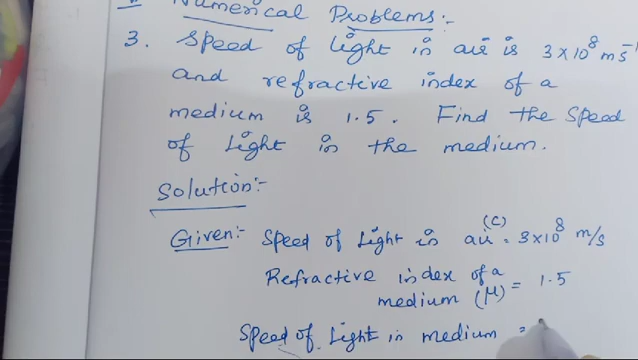 Numerical Problems:-
3. Speed of light in air is 3×10⁸ ms⁻¹
and refractive index of a
medium is 1.5. Find the speed
of light in the medium.
Solution:-
Given:- Speed of light in air (c) = 3×10⁸ m/s
Refractive index of a
medium (μ) = 1.5
Speed of Light in medium =